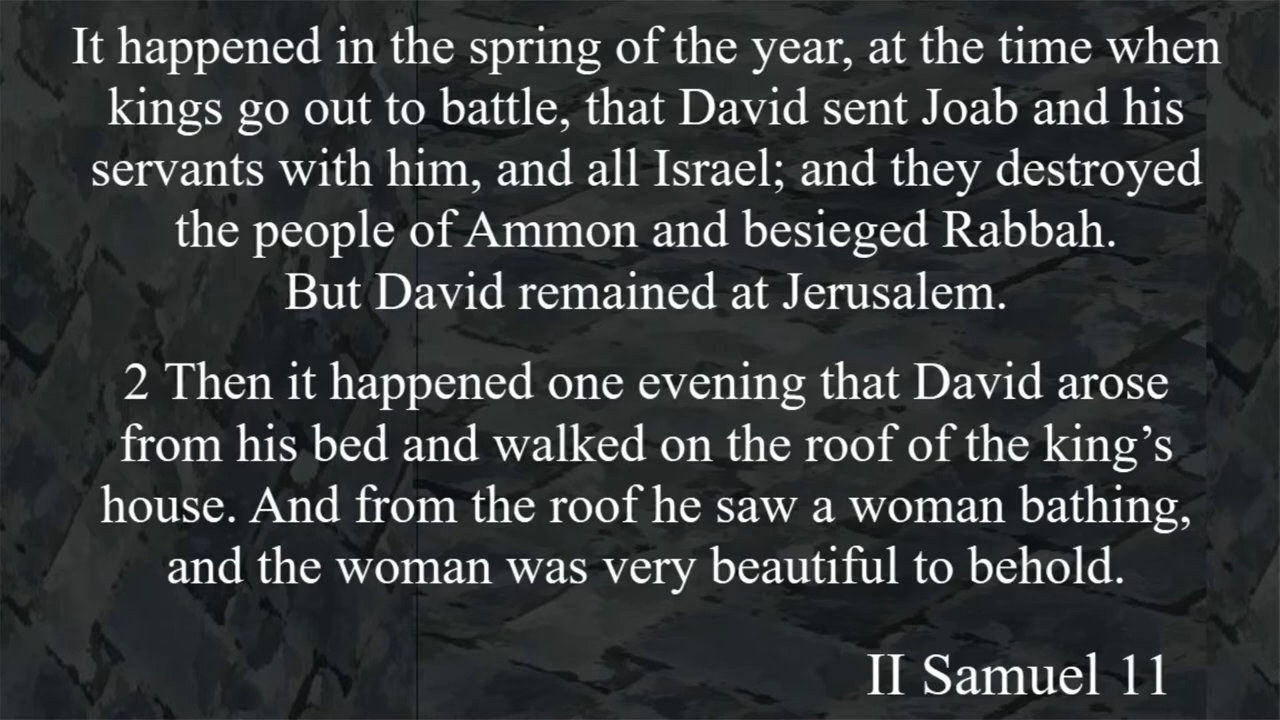 It happened in the spring of the year, at the time when
kings go out to battle, that David sent Joab and his
servants with him, and all Israel; and they destroyed
the people of Ammon and besieged Rabbah.
But David remained at Jerusalem.
2 Then it happened one evening that David arose
from his bed and walked on the roof of the king’s
house. And from the roof he saw a woman bathing,
and the woman was very beautiful to behold.
II Samuel 11